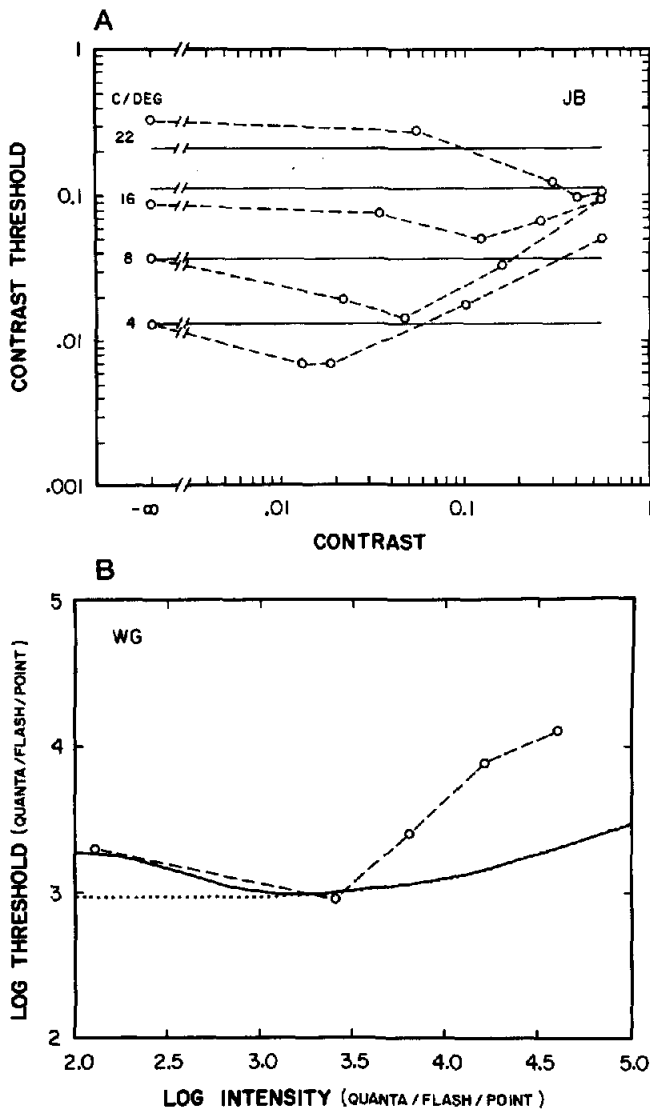 A
1
C/DEG
JB
22
0.1
16
8
.01
4
.001
-∞ .01 0.1 1
CONTRAST THRESHOLD
CONTRAST
B
5
WG
4
3
2
2.0 2.5 3.0 3.5 4.0 4.5 5.0
LOG THRESHOLD (QUANTA/FLASH/POINT)
LOG INTENSITY (QUANTA/FLASH/POINT)